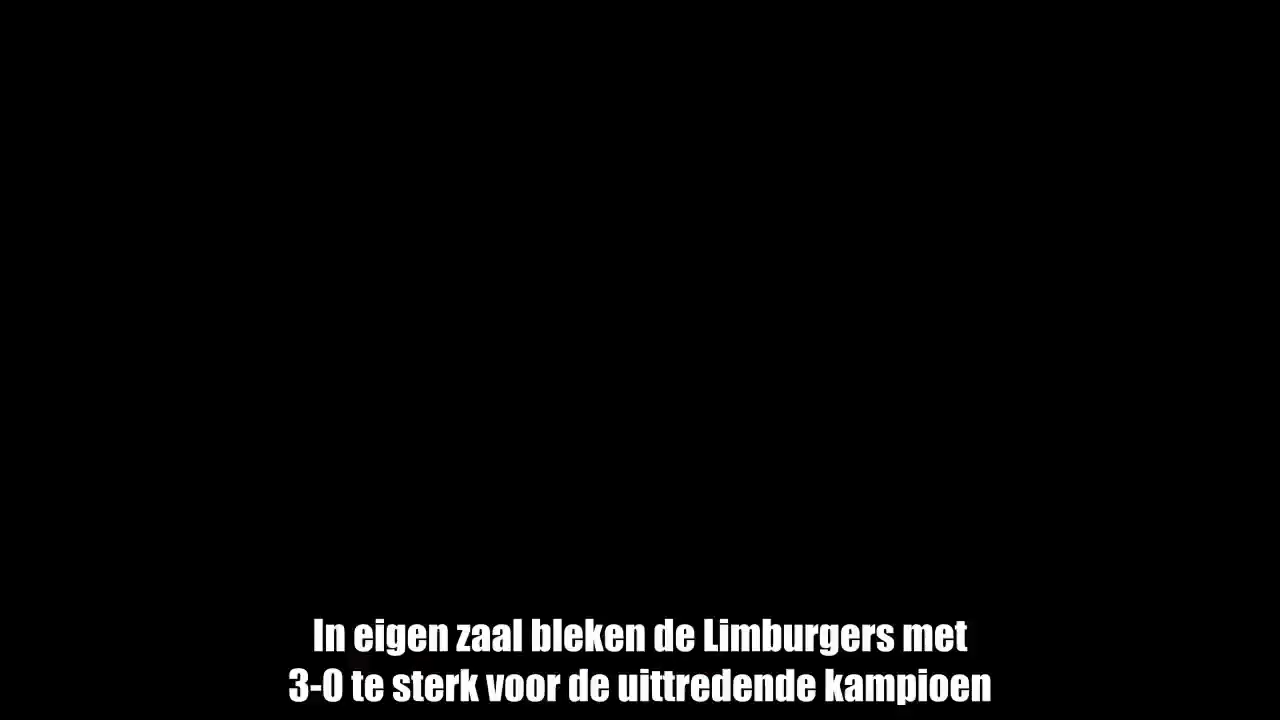 In eigen zaal bleken de Limburgers met
3-0 te sterk voor de uittredende kampioen